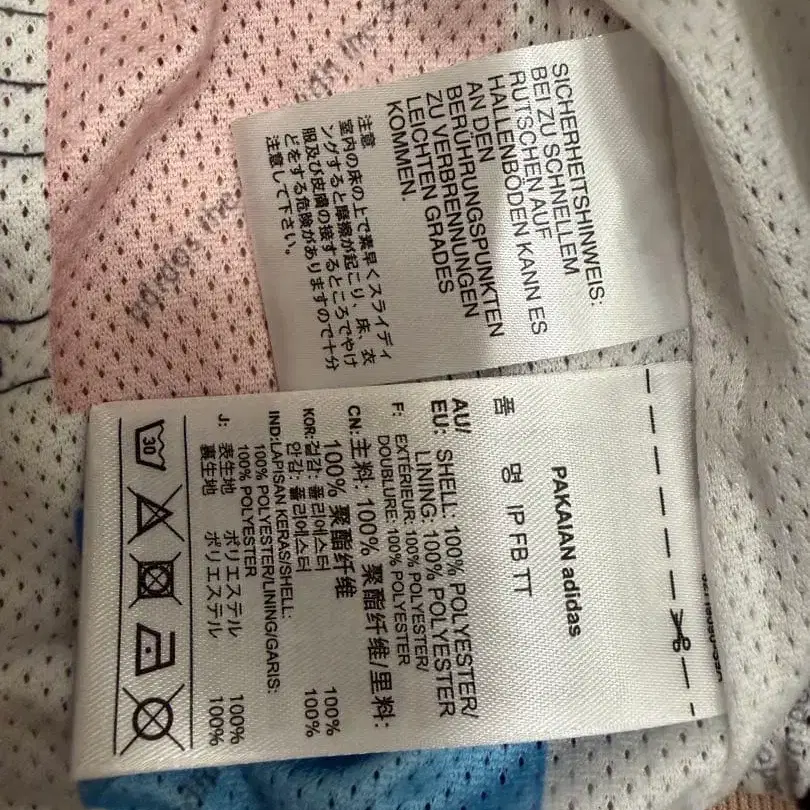 SICHERHEITSHINWEIS:
BEI ZU SCHNELLEM
RUTSCHEN AUF
HALLENBÖDEN KANN ES
AN DEN
BERÜHRUNGSPUNKTEN
ZU VERBRENNUNGEN
LEICHTEN GRADES
KOMMEN.
注意
室内の床の上で素早くスライディ
ングすると摩擦が起こり、床、衣
服及び皮膚の接するところでやけ
どをする危険がありますので十分
注意して下さい。
PAKAIAN adidas
품 명 IP FB TT
AU/
EU: SHELL: 100% POLYESTER/
LINING: 100% POLYESTER
F: EXTÉRIEUR: 100% POLYESTER/
DOUBLURE: 100% POLYESTER
CN: 主料: 100% 聚酯纤维/里料:
100% 聚酯纤维
KOR: 겉감: 폴리에스터 100%
안감: 폴리에스터 100%
IND:LAPISAN KERAS/SHELL:
100% POLYESTER/LINING/GARIS:
100% POLYESTER
J: 表生地 ポリエステル 100%
裏生地 ポリエステル 100%
30